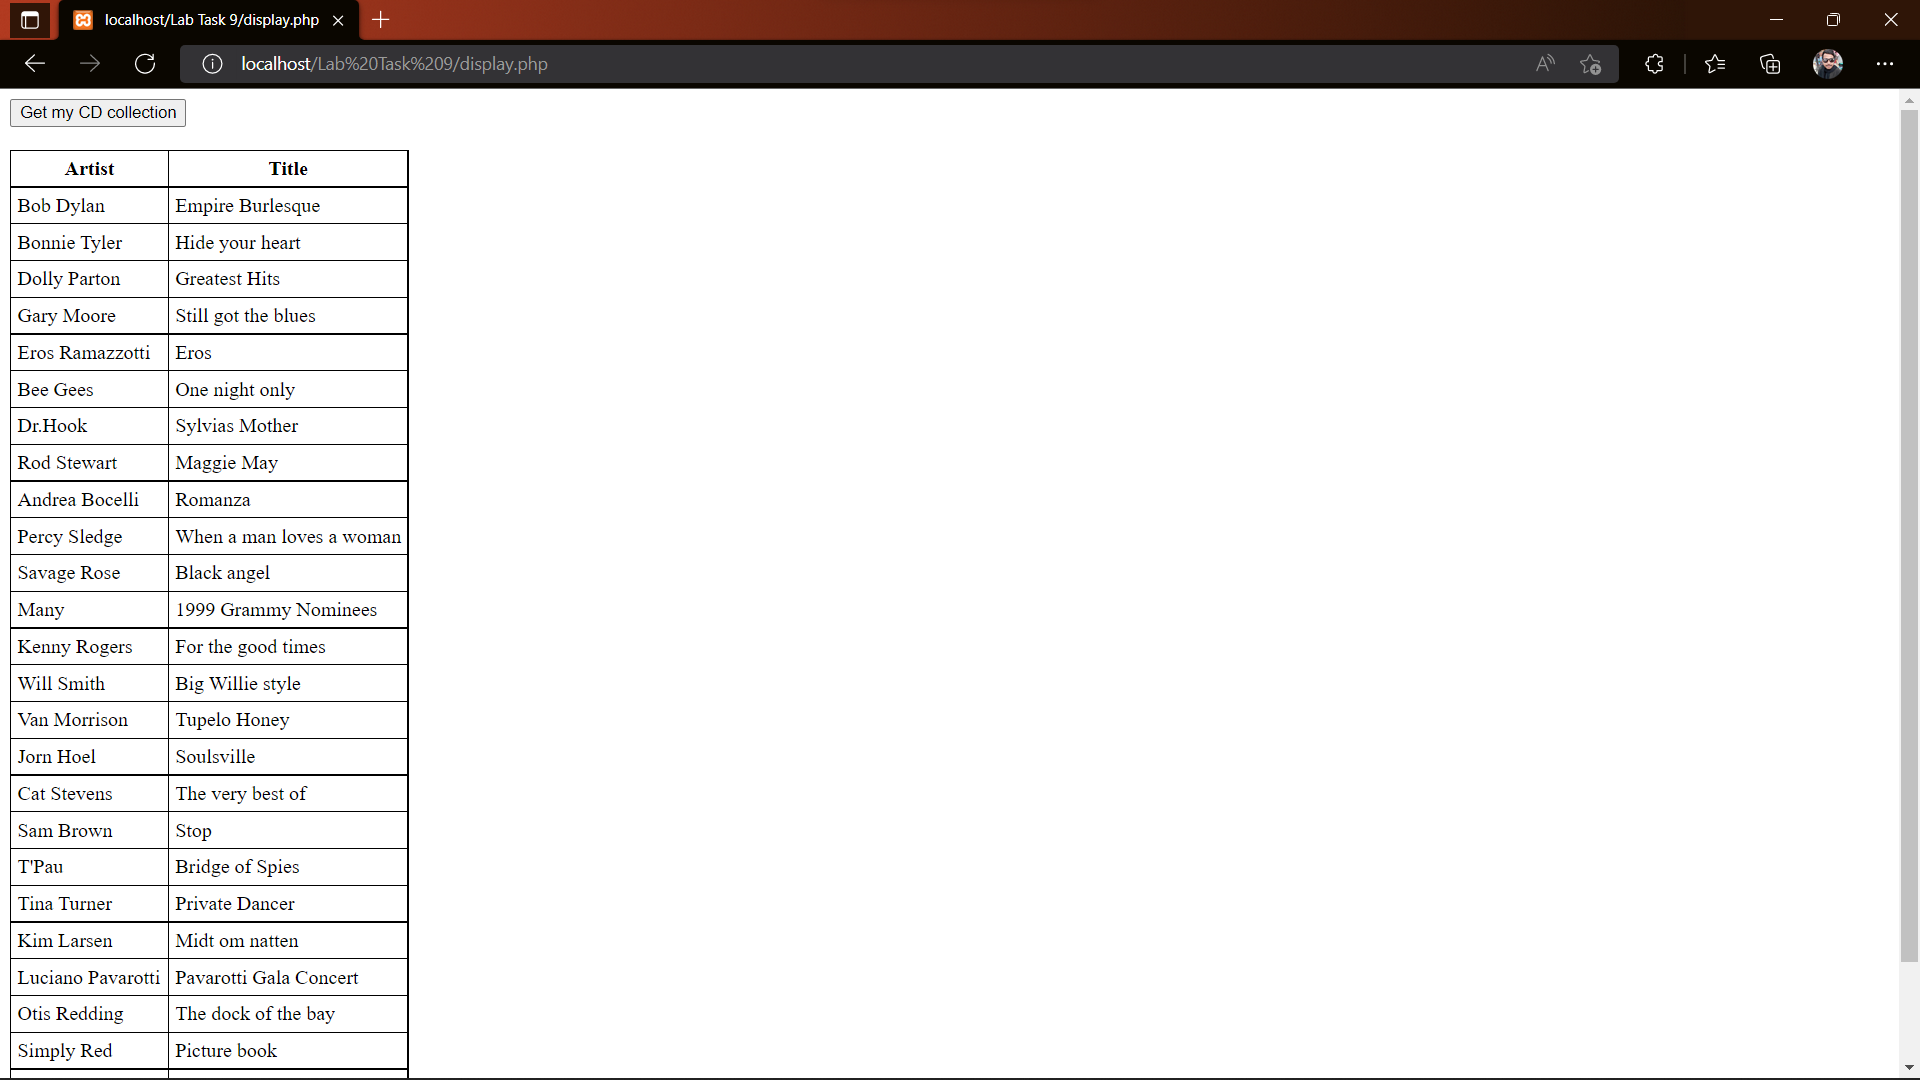 localhost/Lab Task 9/display.php
localhost/Lab%20Task%209/display.php
Get my CD collection
Artist Title
Bob Dylan Empire Burlesque
Bonnie Tyler Hide your heart
Dolly Parton Greatest Hits
Gary Moore Still got the blues
Eros Ramazzotti Eros
Bee Gees One night only
Dr.Hook Sylvias Mother
Rod Stewart Maggie May
Andrea Bocelli Romanza
Percy Sledge When a man loves a woman
Savage Rose Black angel
Many 1999 Grammy Nominees
Kenny Rogers For the good times
Will Smith Big Willie style
Van Morrison Tupelo Honey
Jorn Hoel Soulsville
Cat Stevens The very best of
Sam Brown Stop
T'Pau Bridge of Spies
Tina Turner Private Dancer
Kim Larsen Midt om natten
Luciano Pavarotti Pavarotti Gala Concert
Otis Redding The dock of the bay
Simply Red Picture book